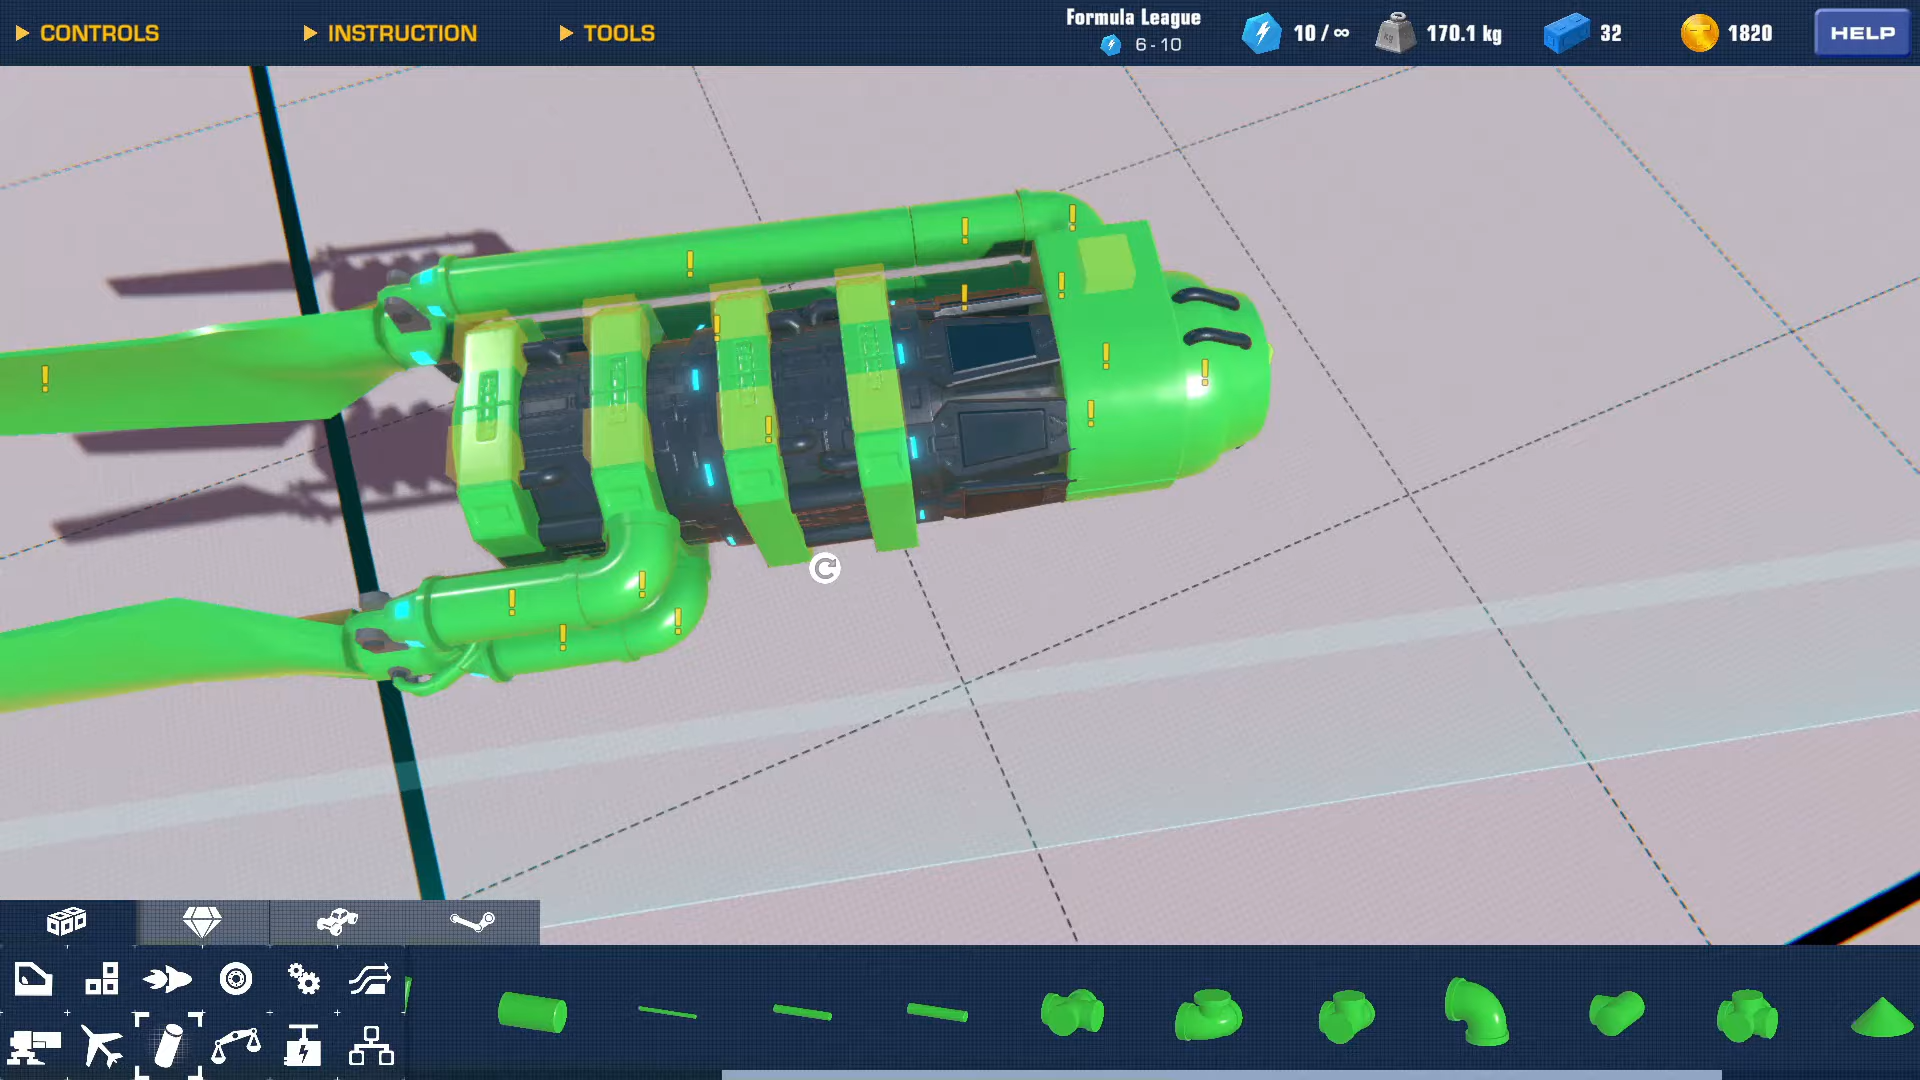 CONTROLS
INSTRUCTION
TOOLS
Formula League
6 - 10
10 / ∞
170.1 kg
32
1820
HELP